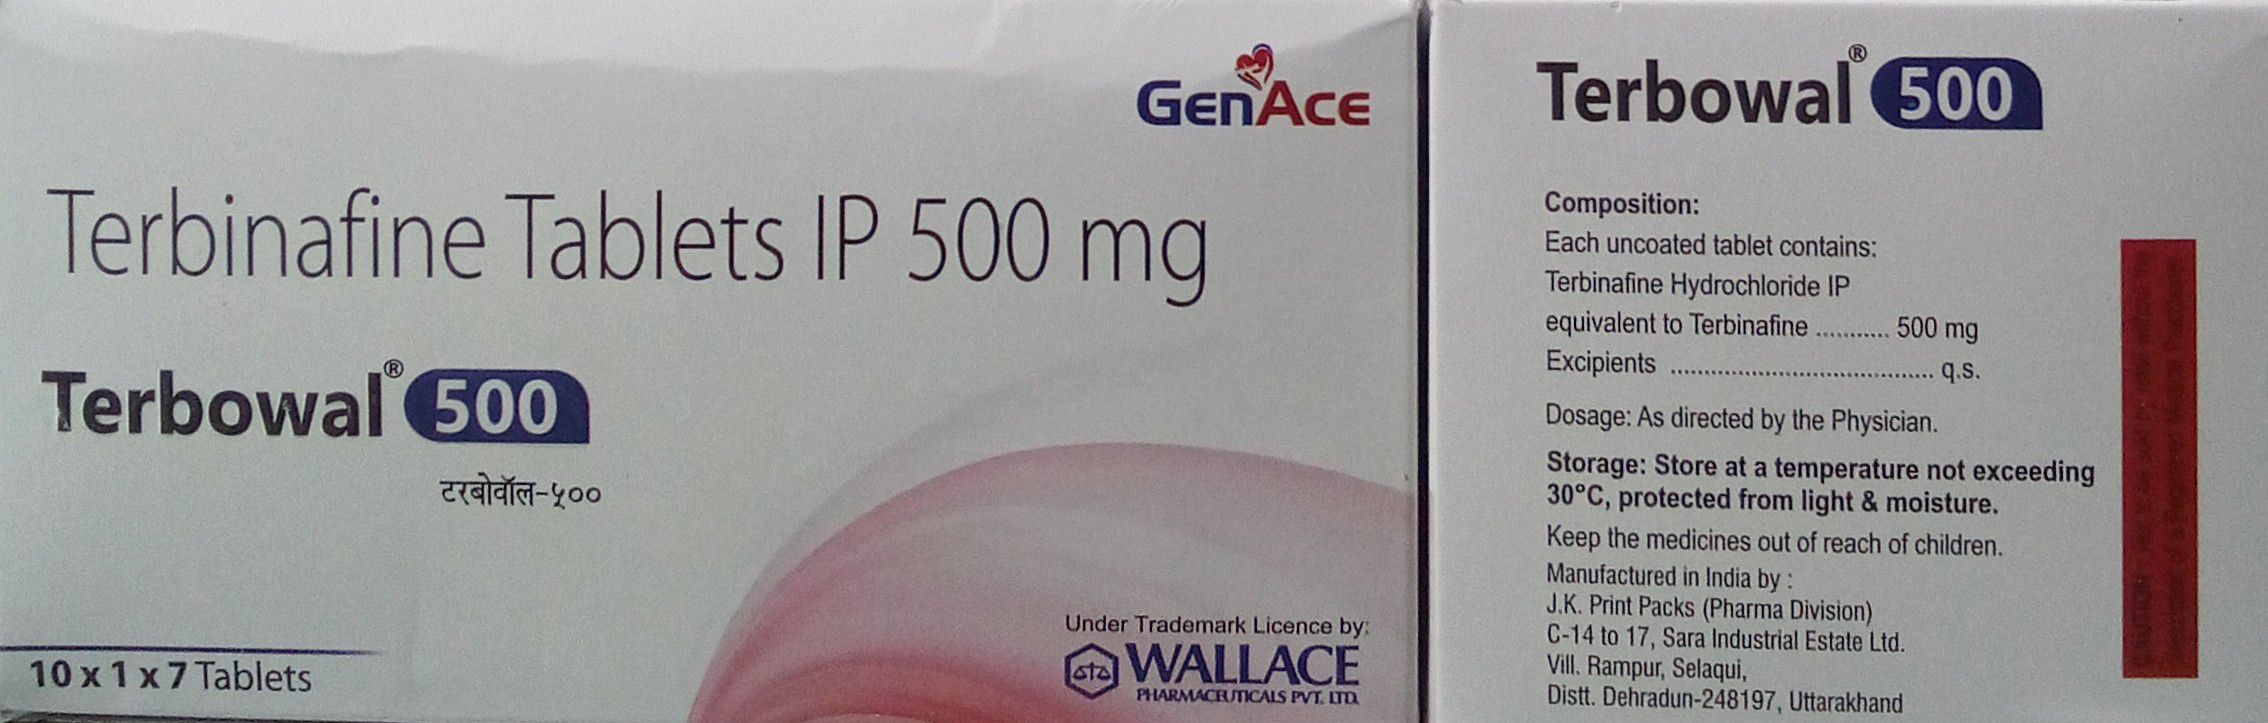 GenAce
Terbinafine Tablets IP 500 mg
Terbowal® 500
टरबोवॉल-५००
10 x 1 x 7 Tablets
Under Trademark Licence by:
WALLACE
PHARMACEUTICALS PVT. LTD.
Terbowal® 500
Composition:
Each uncoated tablet contains:
Terbinafine Hydrochloride IP
equivalent to Terbinafine ........... 500 mg
Excipients ....................................... q.s.
Dosage: As directed by the Physician.
Storage: Store at a temperature not exceeding
30°C, protected from light & moisture.
Keep the medicines out of reach of children.
Manufactured in India by :
J.K. Print Packs (Pharma Division)
C-14 to 17, Sara Industrial Estate Ltd.
Vill. Rampur, Selaqui,
Distt. Dehradun-248197, Uttarakhand